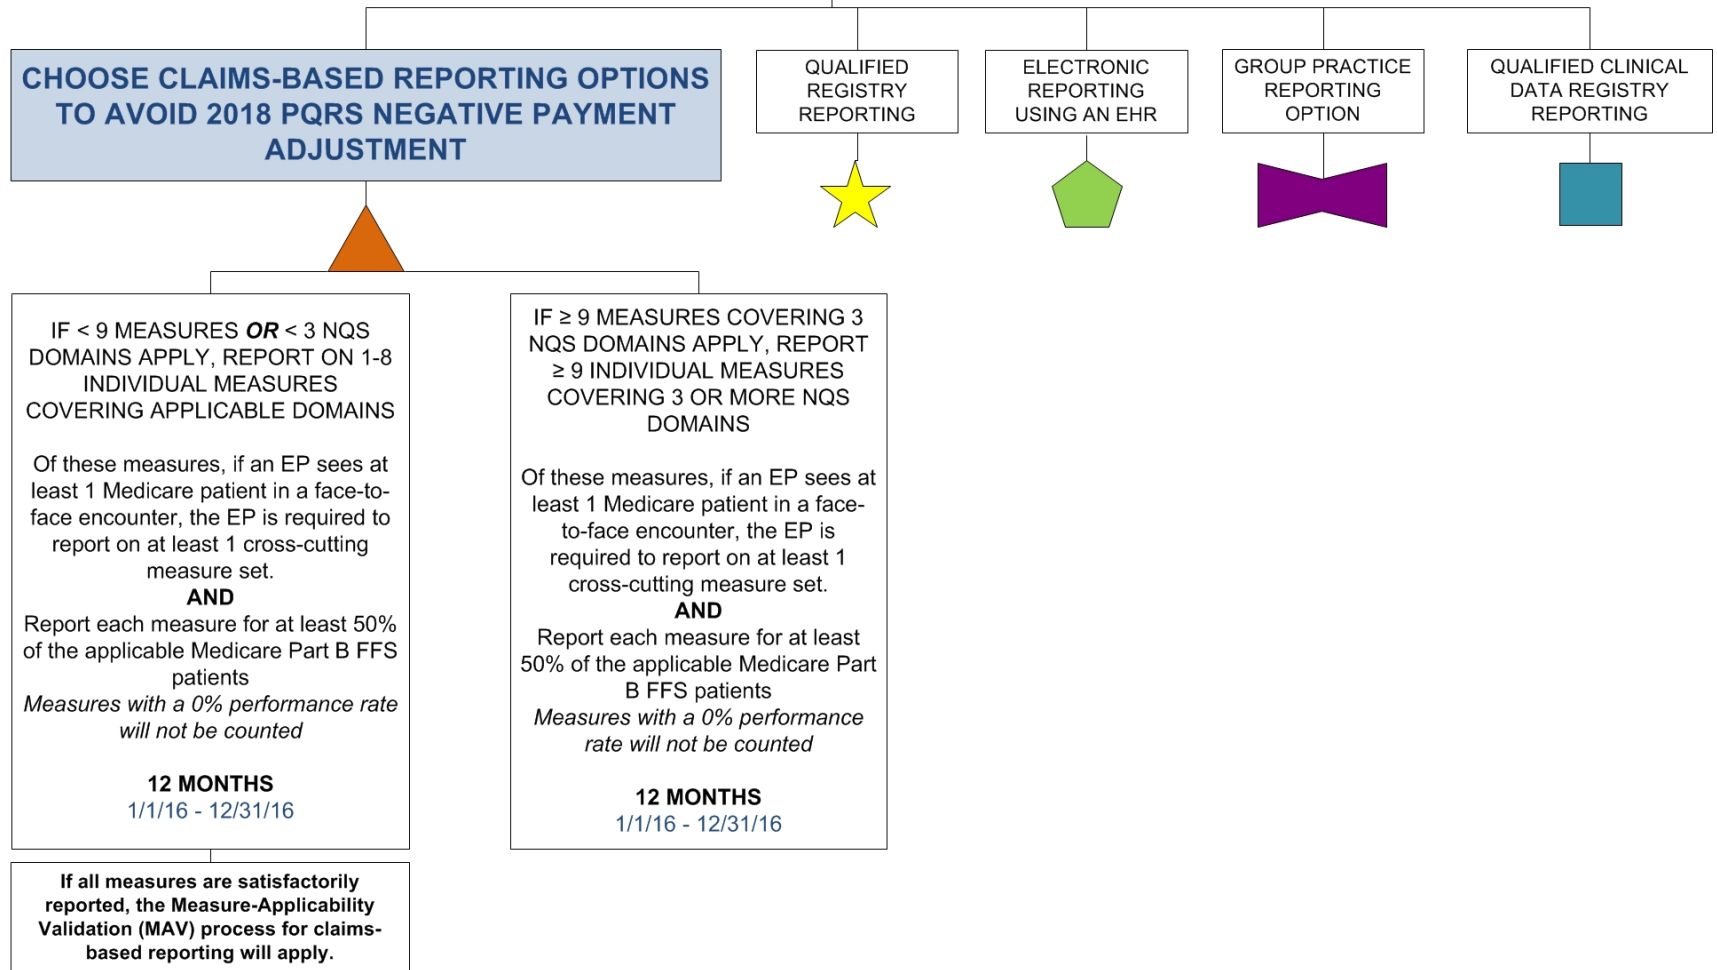 CHOOSE CLAIMS-BASED REPORTING OPTIONS
TO AVOID 2018 PQRS NEGATIVE PAYMENT
ADJUSTMENT
QUALIFIED
REGISTRY
REPORTING
ELECTRONIC
REPORTING
USING AN EHR
GROUP PRACTICE
REPORTING
OPTION
QUALIFIED CLINICAL
DATA REGISTRY
REPORTING
IF < 9 MEASURES OR < 3 NQS
DOMAINS APPLY, REPORT ON 1-8
INDIVIDUAL MEASURES
COVERING APPLICABLE DOMAINS
Of these measures, if an EP sees at
least 1 Medicare patient in a face-to-
face encounter, the EP is required to
report on at least 1 cross-cutting
measure set.
AND
Report each measure for at least 50%
of the applicable Medicare Part B FFS
patients
Measures with a 0% performance rate
will not be counted
12 MONTHS
1/1/16 - 12/31/16
If all measures are satisfactorily
reported, the Measure-Applicability
Validation (MAV) process for claims-
based reporting will apply.
IF ≥ 9 MEASURES COVERING 3
NQS DOMAINS APPLY, REPORT
≥ 9 INDIVIDUAL MEASURES
COVERING 3 OR MORE NQS
DOMAINS
Of these measures, if an EP sees at
least 1 Medicare patient in a face-
to-face encounter, the EP is
required to report on at least 1
cross-cutting measure set.
AND
Report each measure for at least
50% of the applicable Medicare Part
B FFS patients
Measures with a 0% performance
rate will not be counted
12 MONTHS
1/1/16 - 12/31/16